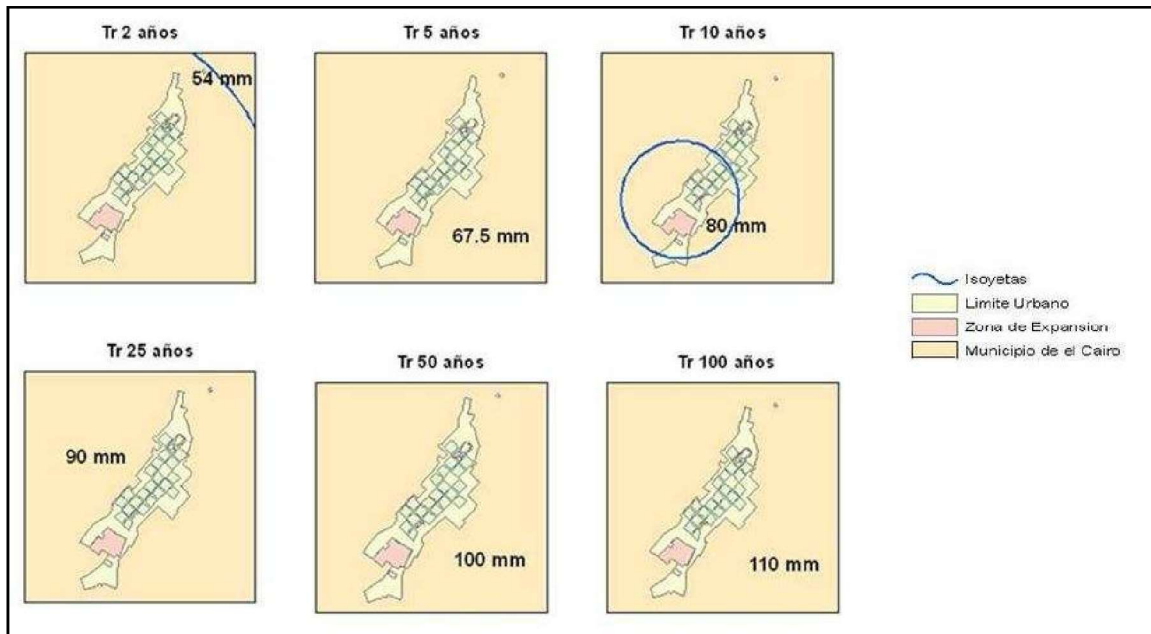 Tr 2 años
Tr 5 años
Tr 10 años
54 mm
67.5 mm
80 mm
Isoyetas
Limite Urbano
Zona de Expansion
Municipio de el Cairo
Tr 25 años
Tr 50 años
Tr 100 años
90 mm
100 mm
110 mm